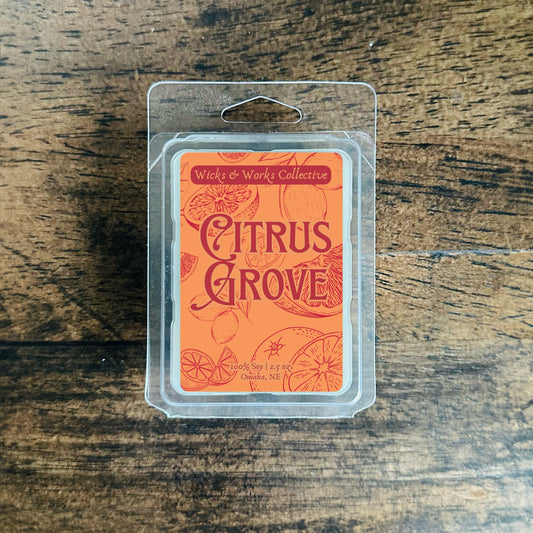 Wicks & Works Collective
CITRUS
GROVE
100% Soy | 2.5 oz.
Omaha, NE